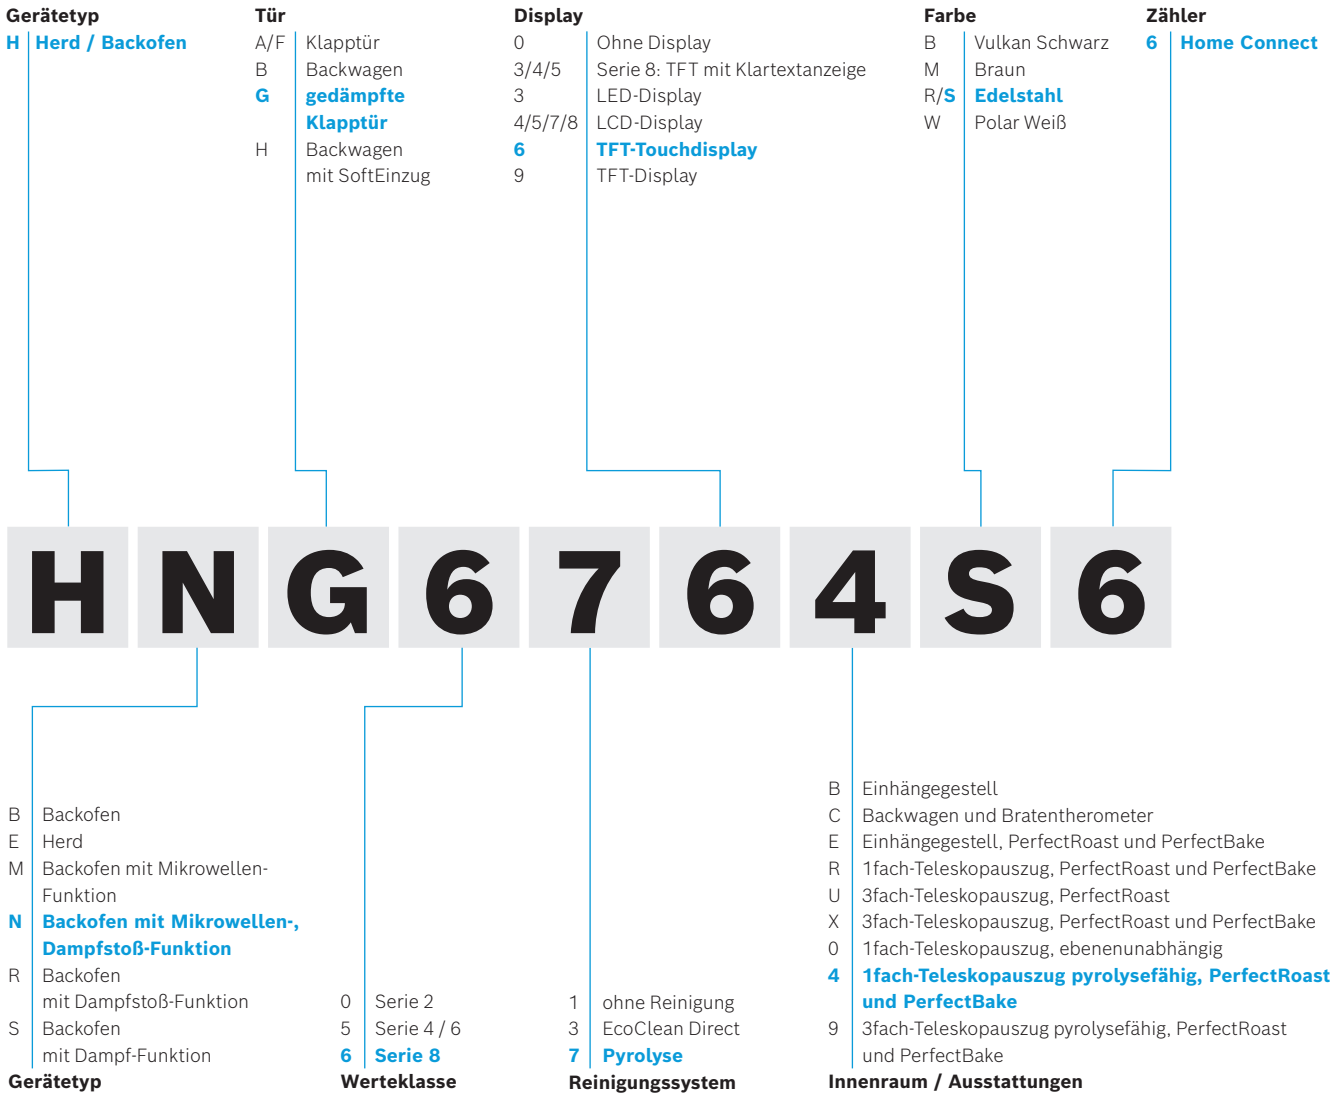 Gerätetyp
H Herd / Backofen
Tür
A/F Klapptür
B Backwagen
G gedämpfte
Klapptür
H Backwagen
mit SoftEinzug
Display
0 Ohne Display
3/4/5 Serie 8: TFT mit Klartextanzeige
3 LED-Display
4/5/7/8 LCD-Display
6 TFT-Touchdisplay
9 TFT-Display
Farbe
B Vulkan Schwarz
M Braun
R/S Edelstahl
W Polar Weiß
Zähler
6 Home Connect
H N G 6 7 6 4 S 6
B Backofen
E Herd
M Backofen mit Mikrowellen-
Funktion
N Backofen mit Mikrowellen-,
Dampfstoß-Funktion
R Backofen
mit Dampfstoß-Funktion
S Backofen
mit Dampf-Funktion
Gerätetyp
0 Serie 2
5 Serie 4 / 6
6 Serie 8
Werteklasse
1 ohne Reinigung
3 EcoClean Direct
7 Pyrolyse
Reinigungssystem
B Einhängegestell
C Backwagen und Bratentherometer
E Einhängegestell, PerfectRoast und PerfectBake
R 1fach-Teleskopauszug, PerfectRoast und PerfectBake
U 3fach-Teleskopauszug, PerfectRoast
X 3fach-Teleskopauszug, PerfectRoast und PerfectBake
0 1fach-Teleskopauszug, ebenenunabhängig
4 1fach-Teleskopauszug pyrolysefähig, PerfectRoast
und PerfectBake
9 3fach-Teleskopauszug pyrolysefähig, PerfectRoast
und PerfectBake
Innenraum / Ausstattungen